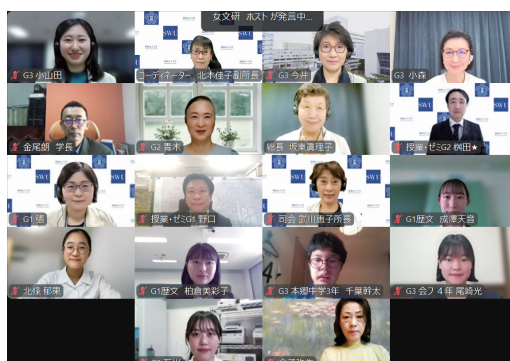 女文研 ホスト が発言中...
G3 小山田
コーディネーター 北本佳子副所長
G3 今井
G3 小森
金尾朗 学長
G2 青木
総長 坂東眞理子
授業・ゼミG2 桝田★
G1 張
授業・ゼミG1 野口
司会 武川恵子所長
G1歴文 成澤天音
北條 郁果
G1歴文 柏倉美彩子
G3 本郷中学3年 千葉幹太
G3 会フ 4 年 尾崎光
SWU
SWU
SWU
SWU